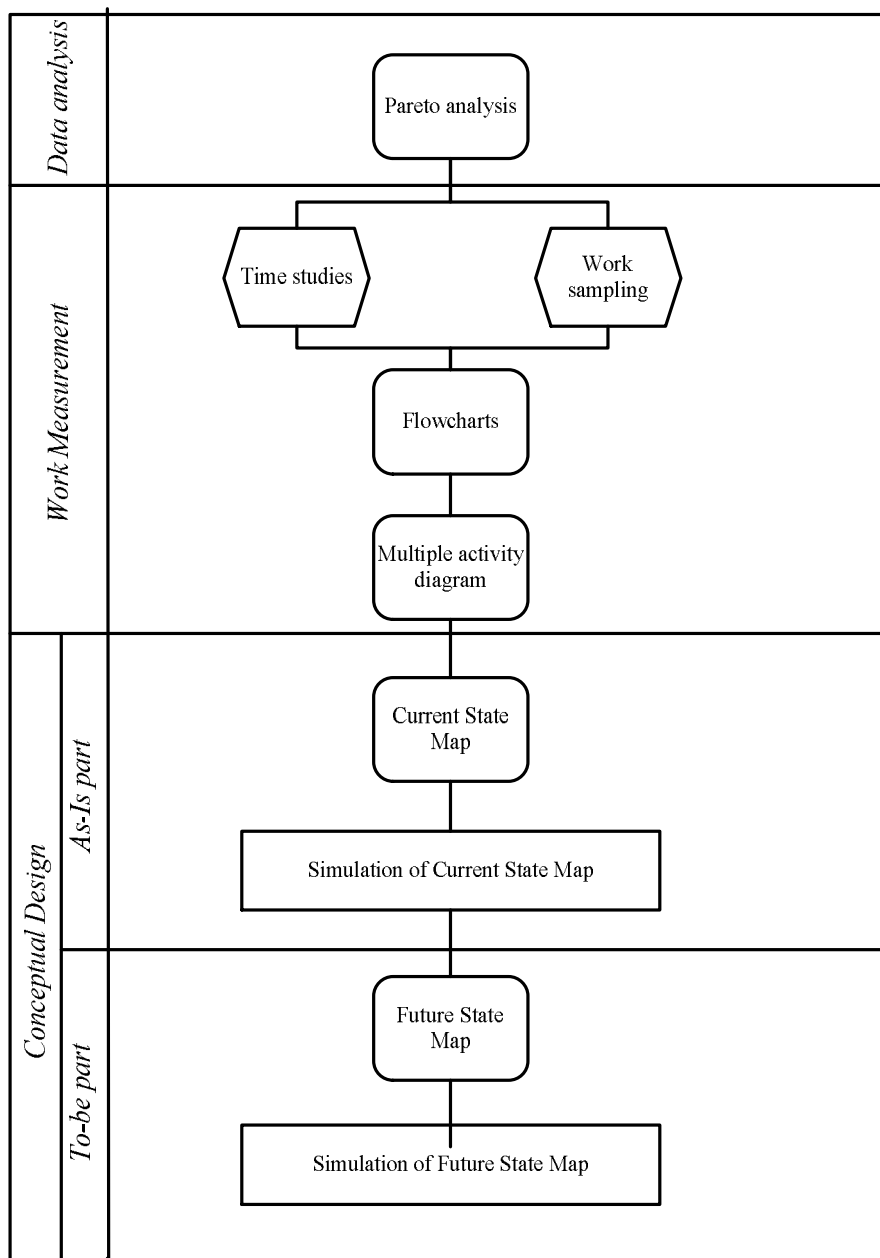 Data analysis
Pareto analysis
Work Measurement
Time studies
Work
sampling
Flowcharts
Multiple activity
diagram
Conceptual Design
As-Is part
Current State
Map
Simulation of Current State Map
To-be part
Future State
Map
Simulation of Future State Map